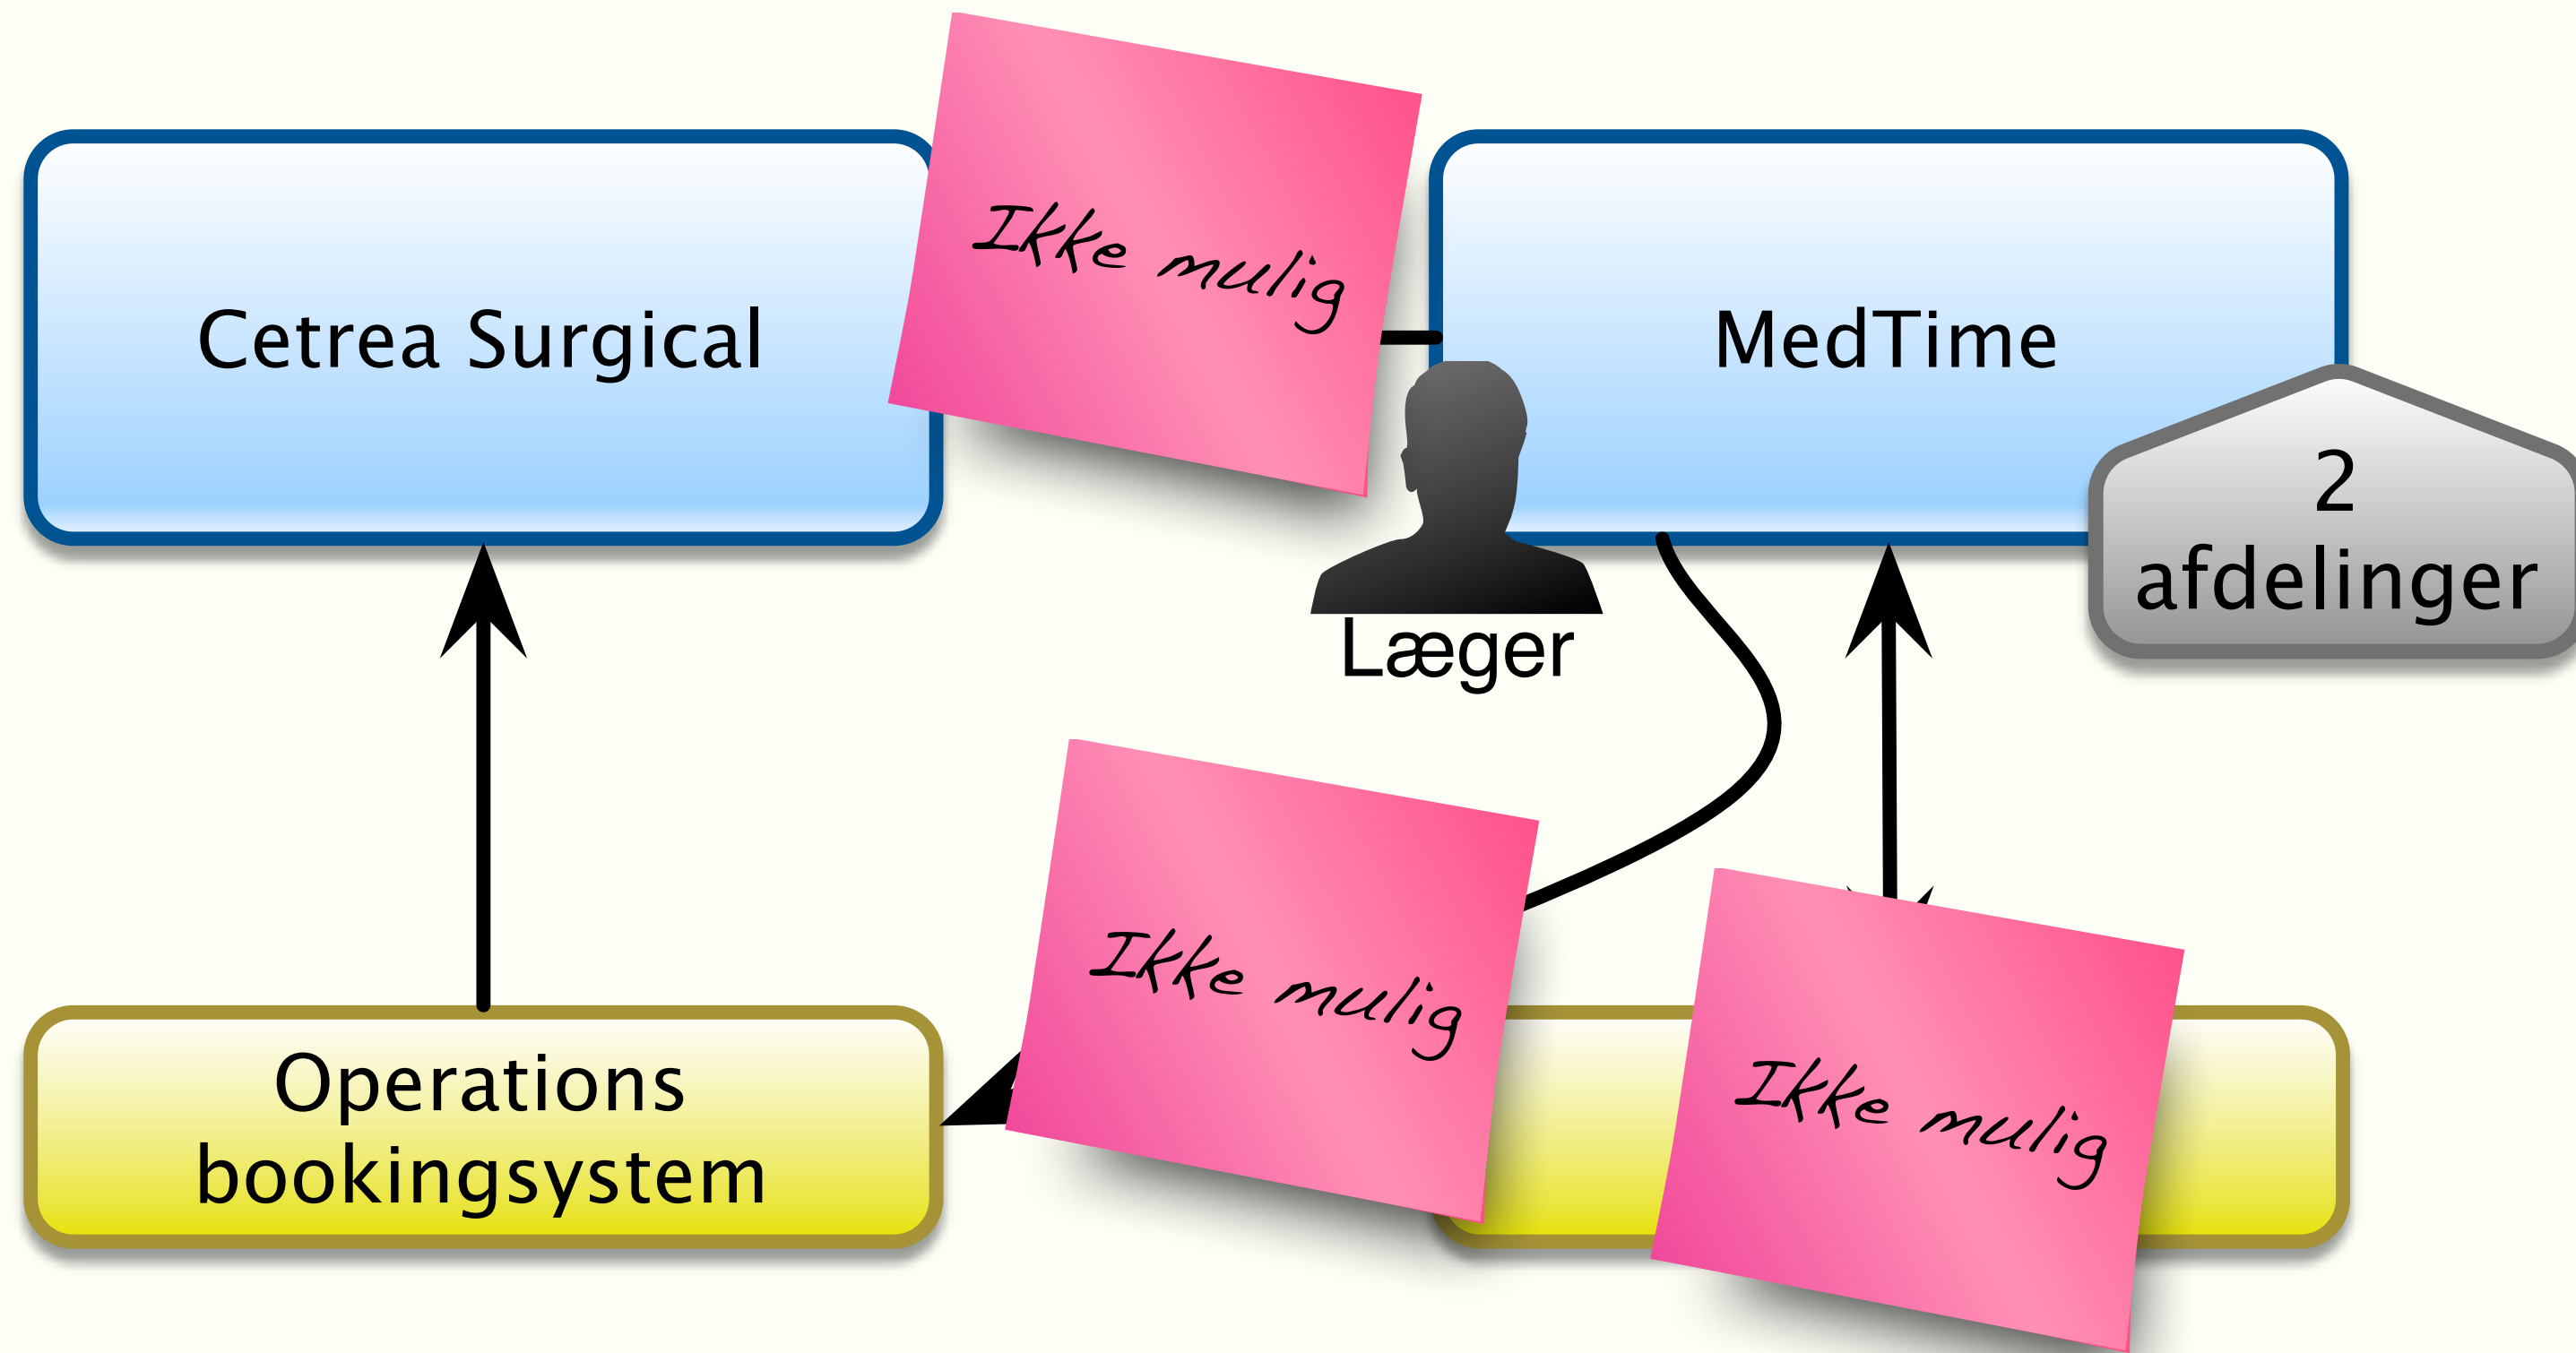 Ikke mulig
Cetrea Surgical
MedTime
2
afdelinger
Læger
Ikke mulig
Ikke mulig
Operations
bookingsystem